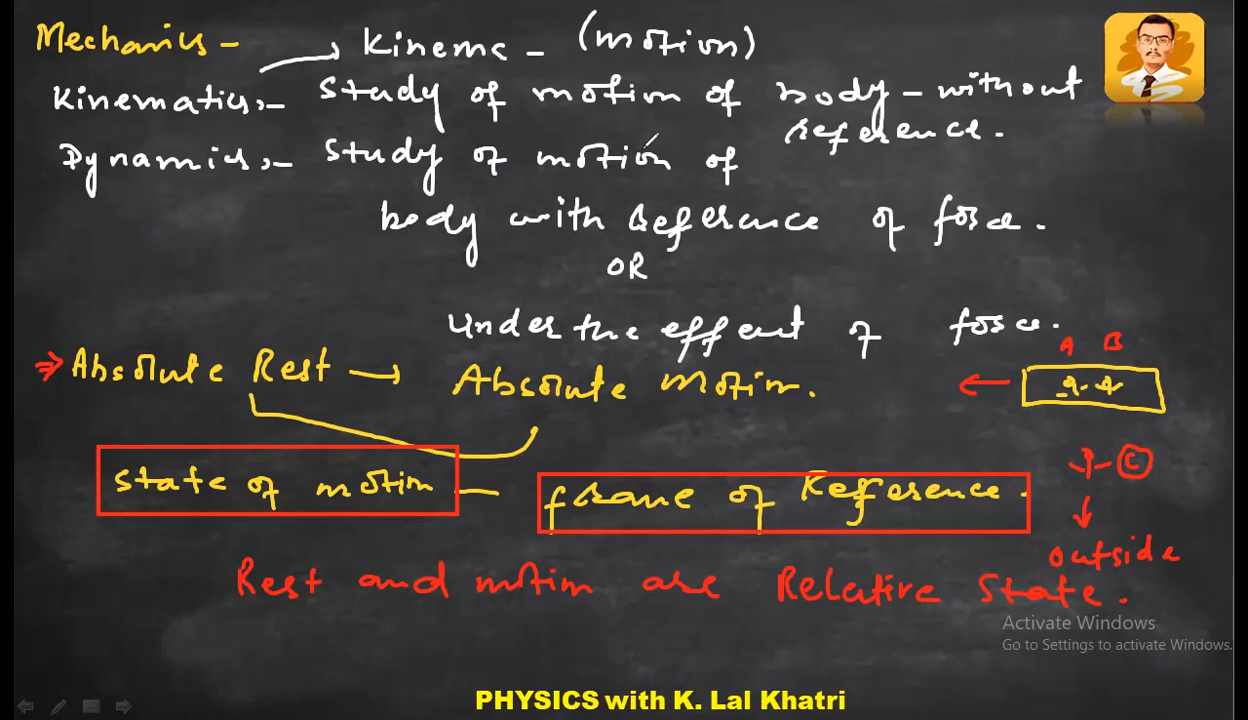 Mechanics -
Kineme - (motion)
Kinematics:- study of motion of body - without
reference.
Dynamics:- study of motion of
body with reference of force.
OR
under the effect of force.
⇒ Absolute Rest → Absolute motion.
A B
State of motion - frame of Reference.
C
outside
Rest and motion are Relative State.
Activate Windows
Go to Settings to activate Windows.
PHYSICS with K. Lal Khatri